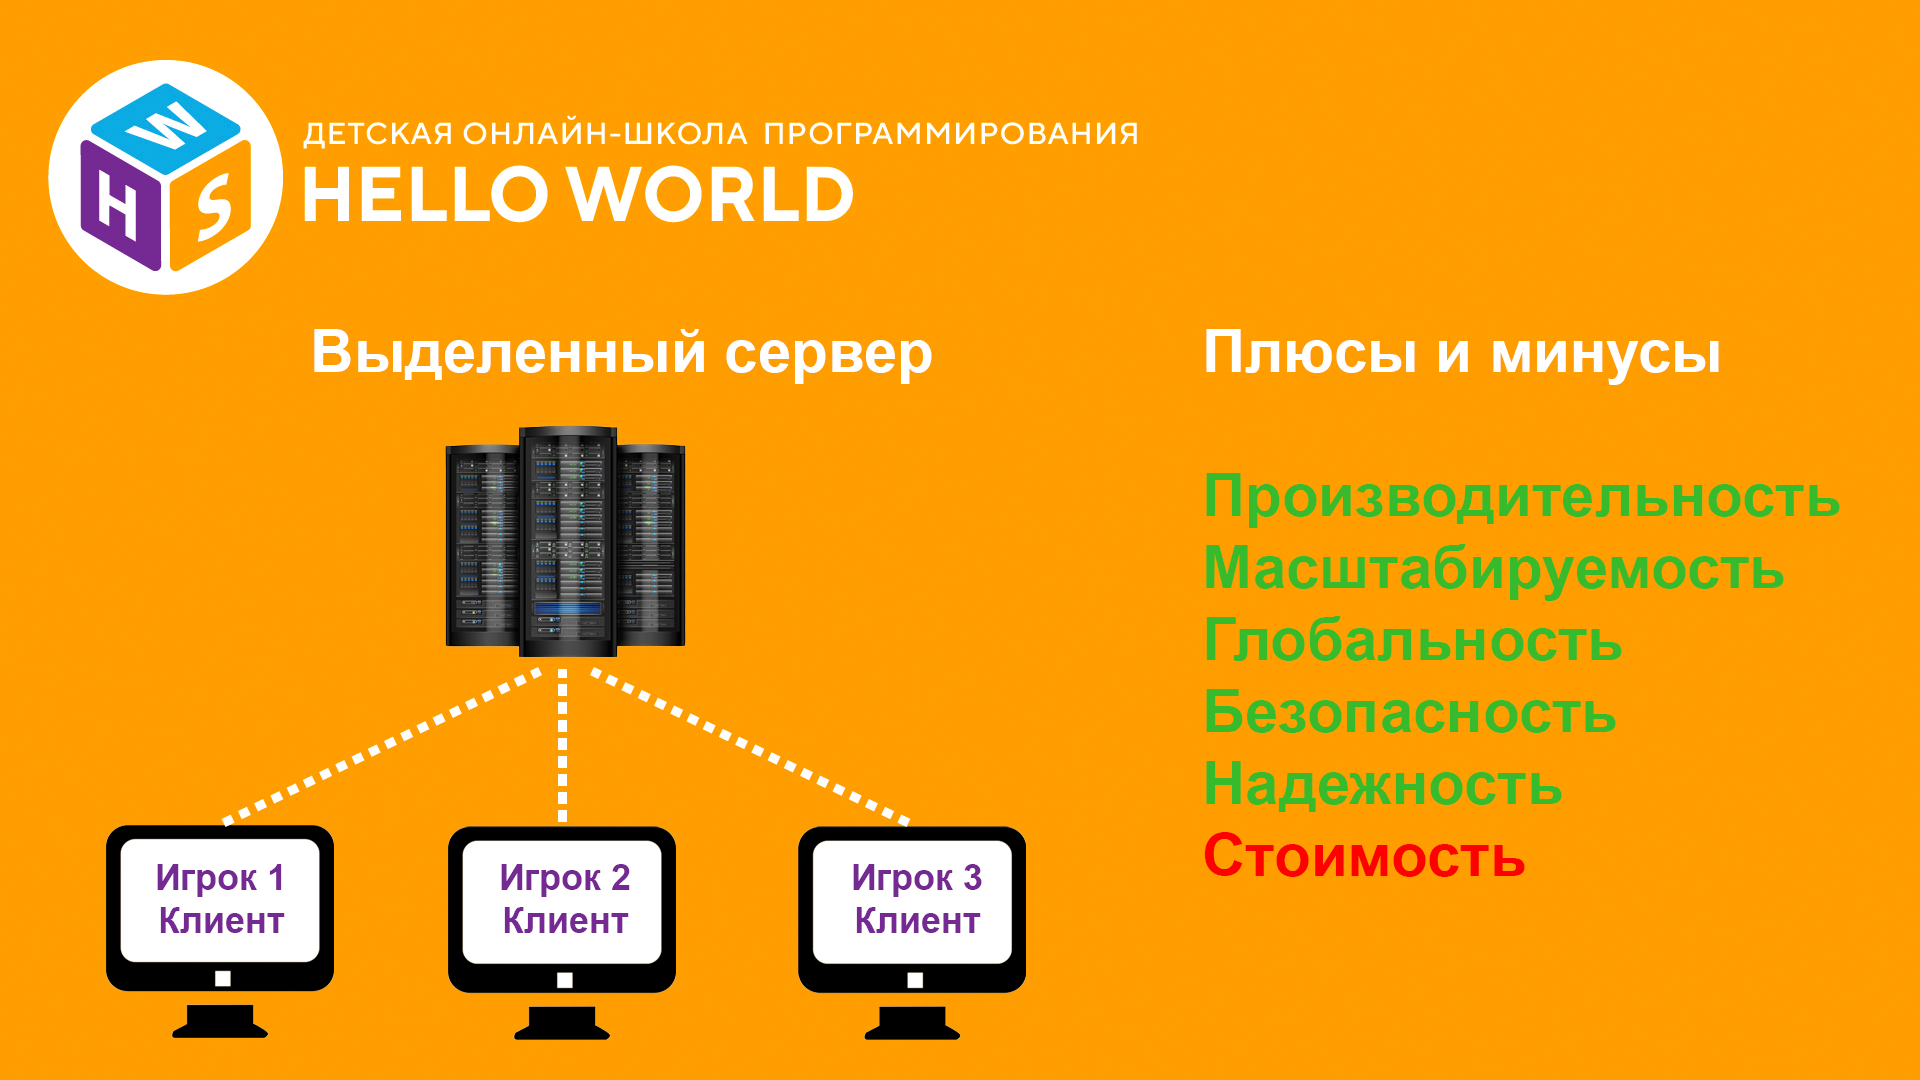 W
H
S
ДЕТСКАЯ ОНЛАЙН-ШКОЛА ПРОГРАММИРОВАНИЯ
HELLO WORLD
Выделенный сервер
Игрок 1
Клиент
Игрок 2
Клиент
Игрок 3
Клиент
Плюсы и минусы
Производительность
Масштабируемость
Глобальность
Безопасность
Надежность
Стоимость